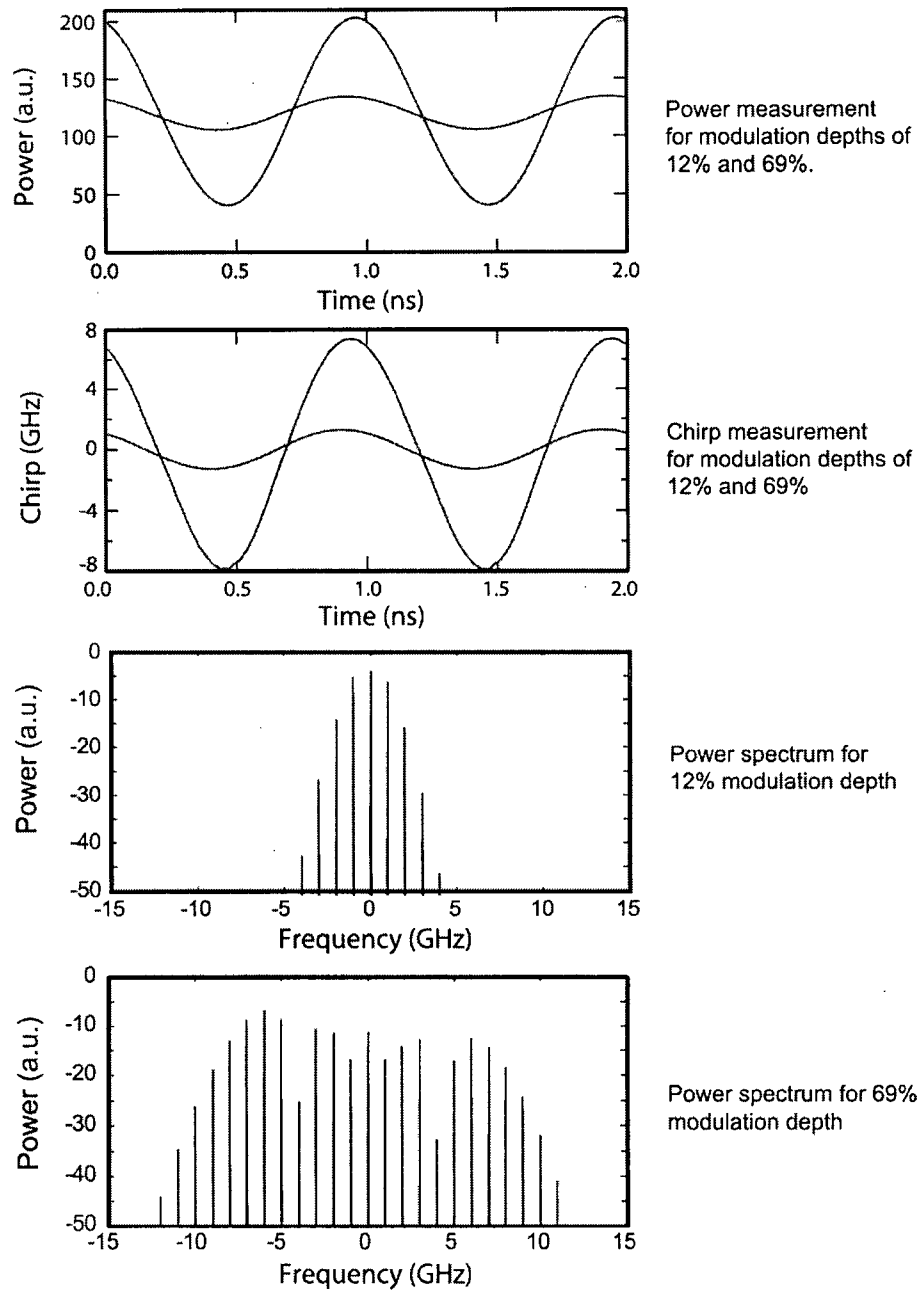 200
150
100
50
0
Power (a.u.)
0.0 0.5 1.0 1.5 2.0
Time (ns)
Power measurement
for modulation depths of
12% and 69%.
8
4
0
-4
-8
Chirp (GHz)
0.0 0.5 1.0 1.5 2.0
Time (ns)
Chirp measurement
for modulation depths of
12% and 69%
0
-10
-20
-30
-40
-50
Power (a.u.)
-15 -10 -5 0 5 10 15
Frequency (GHz)
Power spectrum for
12% modulation depth
0
-10
-20
-30
-40
-50
Power (a.u.)
-15 -10 -5 0 5 10 15
Frequency (GHz)
Power spectrum for 69%
modulation depth